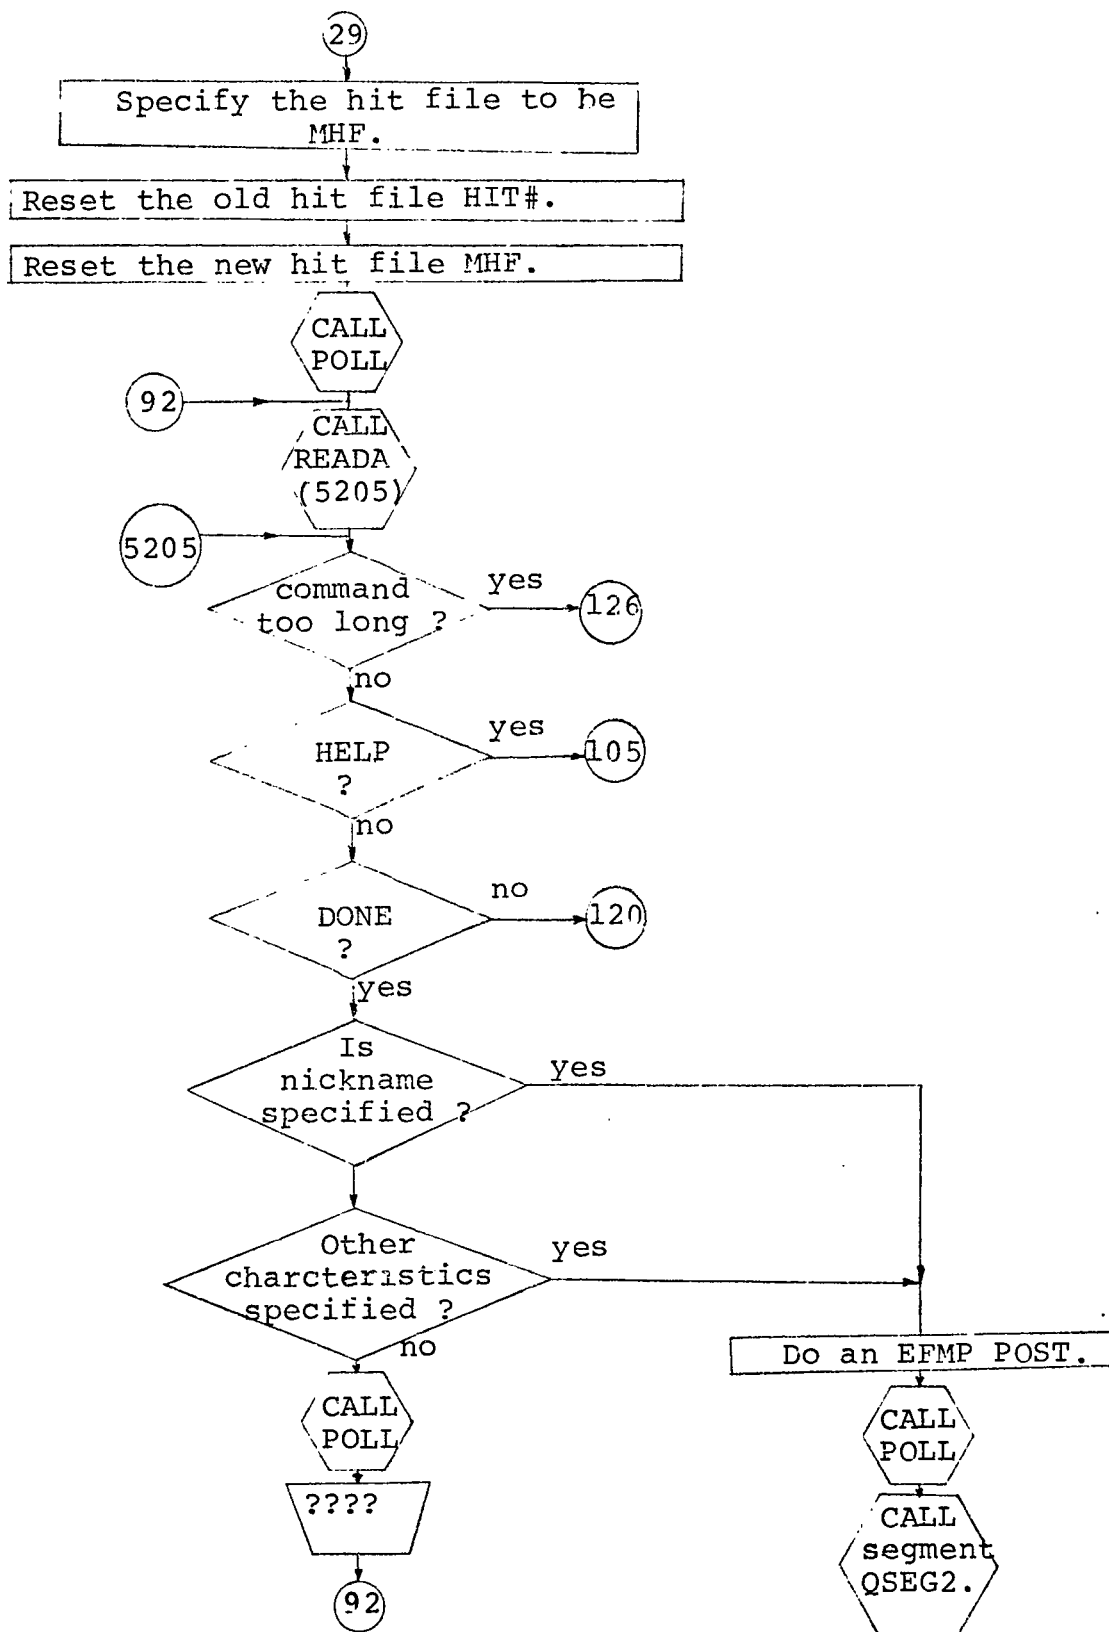 29
Specify the hit file to be
MHF.
Reset the old hit file HIT#.
Reset the new hit file MHF.
CALL
POLL
92
CALL
READA
(5205)
5205
command
too long ?
yes
126
no
HELP
?
yes
105
no
DONE
?
no
120
yes
Is
nickname
specified ?
yes
Other
charcteristics
specified ?
yes
no
Do an EFMP POST.
CALL
POLL
CALL
POLL
????
CALL
segment
QSEG2.
92